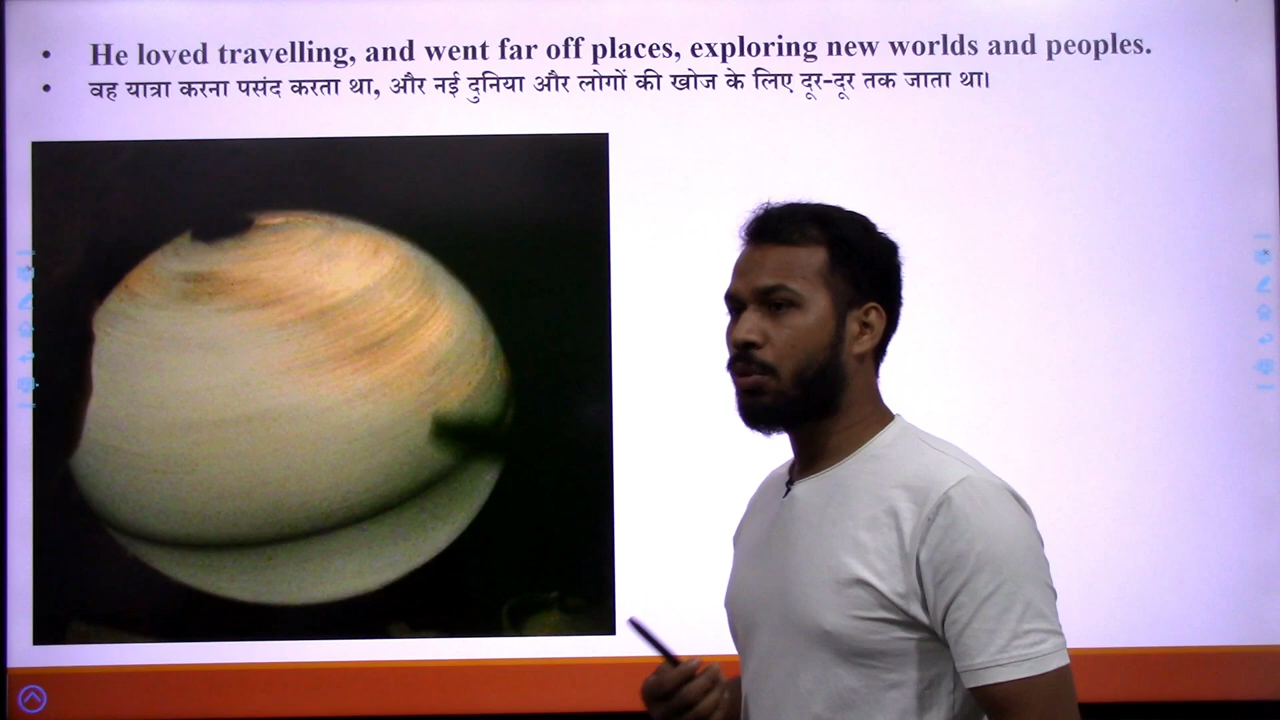 He loved travelling, and went far off places, exploring new worlds and peoples.
वह यात्रा करना पसंद करता था, और नई दुनिया और लोगों की खोज के लिए दूर-दूर तक जाता था।